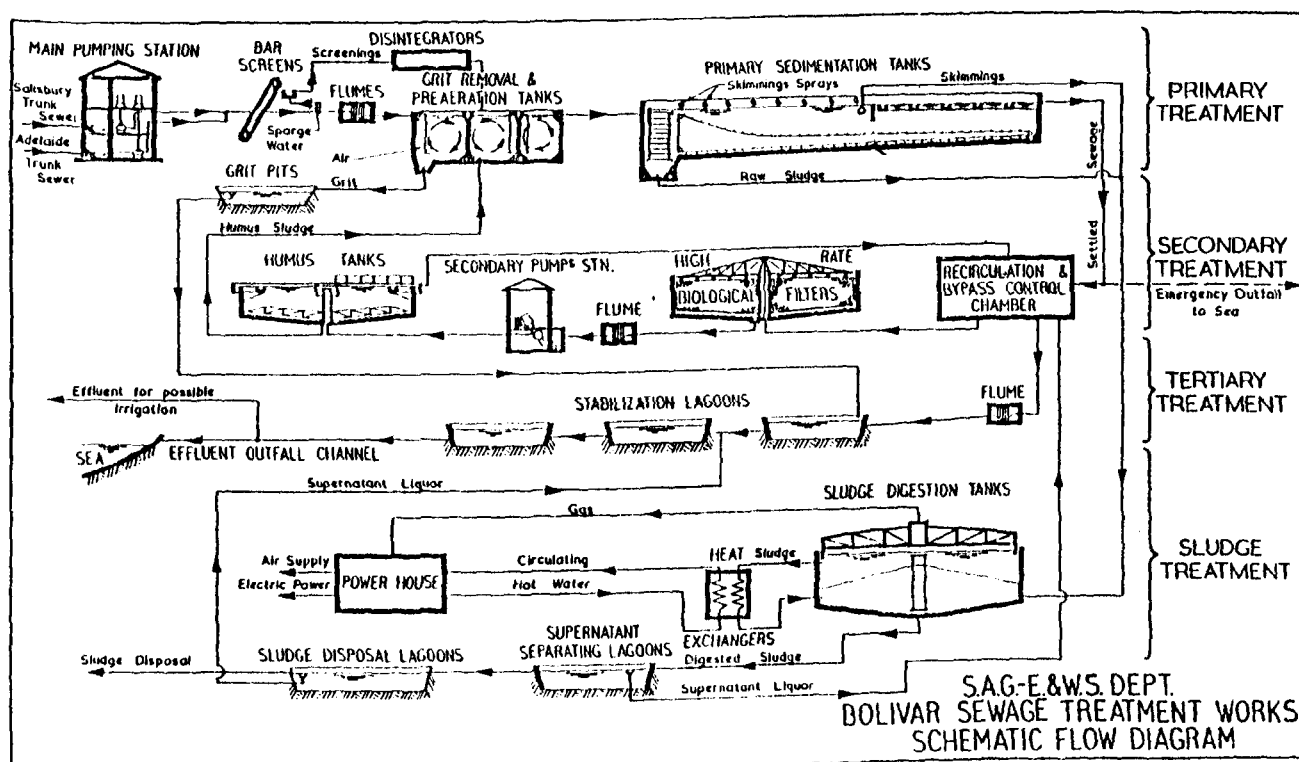 MAIN PUMPING STATION
Salisbury
Trunk
Sewer
Adelaide
Trunk
Sewer
BAR
SCREENS
Screenings
DISINTEGRATORS
FLUMES
Sparge
Water
GRIT REMOVAL &
PREAERATION TANKS
Air
Grit
GRIT PITS
PRIMARY SEDIMENTATION TANKS
Skimmings Sprays
Skimmings
Raw Sludge
Settled Sewage
PRIMARY
TREATMENT
Humus Sludge
HUMUS TANKS
SECONDARY PUMPG STN.
FLUME
HIGH RATE
BIOLOGICAL FILTERS
RECIRCULATION &
BYPASS CONTROL
CHAMBER
Emergency Outfall
to Sea
SECONDARY
TREATMENT
Effluent for possible
Irrigation
SEA
EFFLUENT OUTFALL CHANNEL
STABILIZATION LAGOONS
FLUME
TERTIARY
TREATMENT
Supernatant Liquor
Gas
SLUDGE DIGESTION TANKS
Air Supply
Electric Power
POWER HOUSE
Circulating
Hot Water
HEAT
EXCHANGERS
Sludge
SLUDGE
TREATMENT
Sludge Disposal
SLUDGE DISPOSAL LAGOONS
SUPERNATANT
SEPARATING LAGOONS
Digested Sludge
Supernatant Liquor
S.A.G.-E.&W.S. DEPT.
BOLIVAR SEWAGE TREATMENT WORKS
SCHEMATIC FLOW DIAGRAM